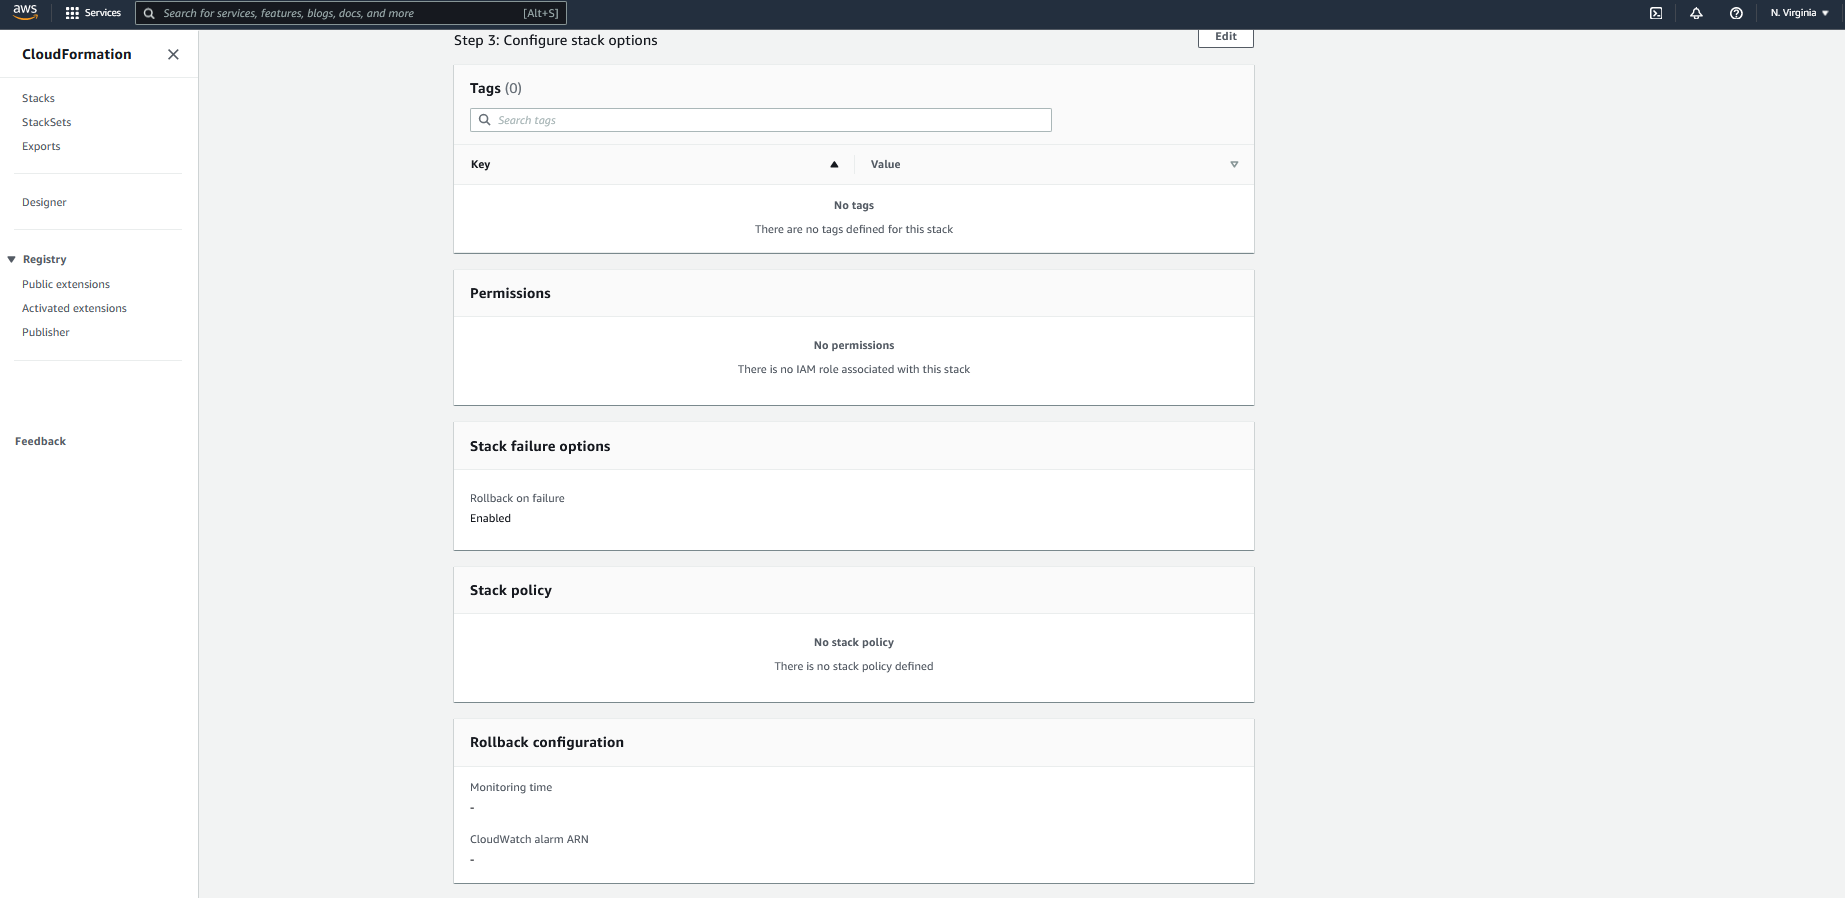 aws
Services
Search for services, features, blogs, docs, and more [Alt+S]
N. Virginia
CloudFormation
Stacks
StackSets
Exports
Designer
Registry
Public extensions
Activated extensions
Publisher
Feedback
Step 3: Configure stack options
Edit
Tags (0)
Search tags
Key Value
No tags
There are no tags defined for this stack
Permissions
No permissions
There is no IAM role associated with this stack
Stack failure options
Rollback on failure
Enabled
Stack policy
No stack policy
There is no stack policy defined
Rollback configuration
Monitoring time
-
CloudWatch alarm ARN
-